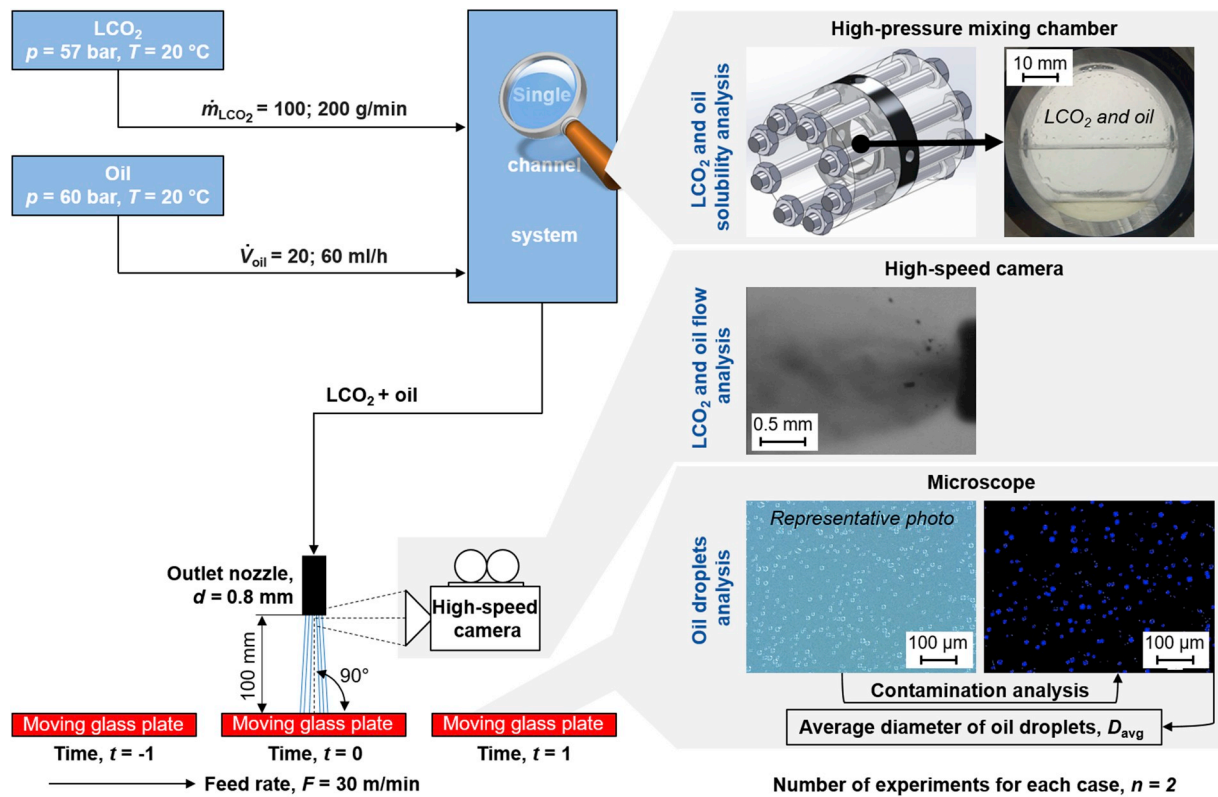 LCO₂
p = 57 bar, T = 20 °C
ṁLCO₂ = 100; 200 g/min
Oil
p = 60 bar, T = 20 °C
V̇oil = 20; 60 ml/h
Single
channel
system
LCO₂ + oil
Outlet nozzle,
d = 0.8 mm
100 mm
90°
High-speed
camera
Moving glass plate
Moving glass plate
Moving glass plate
Time, t = -1
Time, t = 0
Time, t = 1
Feed rate, F = 30 m/min
High-pressure mixing chamber
LCO₂ and oil
solubility analysis
10 mm
LCO₂ and oil
High-speed camera
LCO₂ and oil flow
analysis
0.5 mm
Microscope
Oil droplets
analysis
Representative photo
100 µm
100 µm
Contamination analysis
Average diameter of oil droplets, Davg
Number of experiments for each case, n = 2